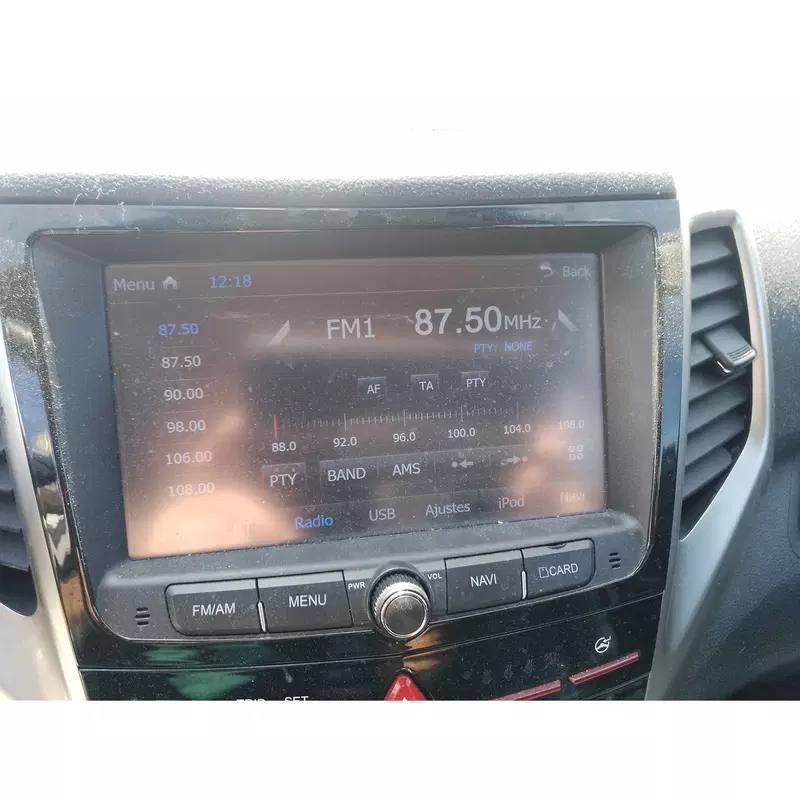 Menu 12:18 Back
87.50
87.50
90.00
98.00
106.00
108.00
FM1 87.50MHz
PTY: NONE
AF TA PTY
88.0 92.0 96.0 100.0 104.0 108.0
PTY BAND AMS
Radio USB Ajustes iPod Navi
FM/AM MENU PWR VOL NAVI CARD
TRIP SET